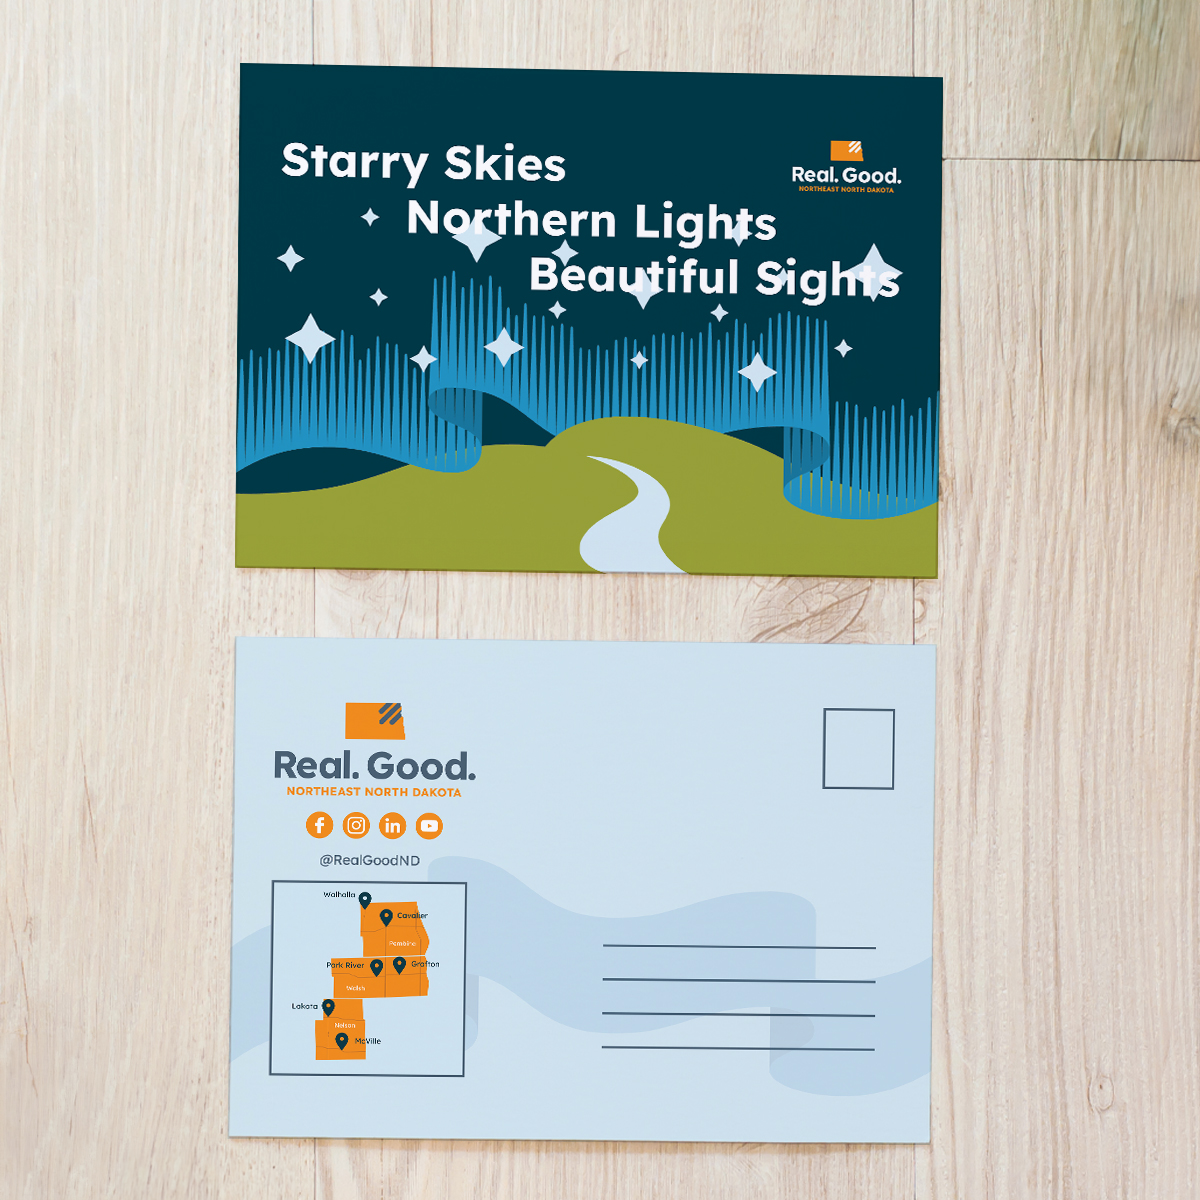 Starry Skies
Northern Lights
Beautiful Sights
Real. Good.
NORTHEAST NORTH DAKOTA
Real. Good.
NORTHEAST NORTH DAKOTA
f in
@RealGoodND
Walhalla
Cavalier
Pembina
Park River
Grafton
Walsh
Lakota
Nelson
McVille